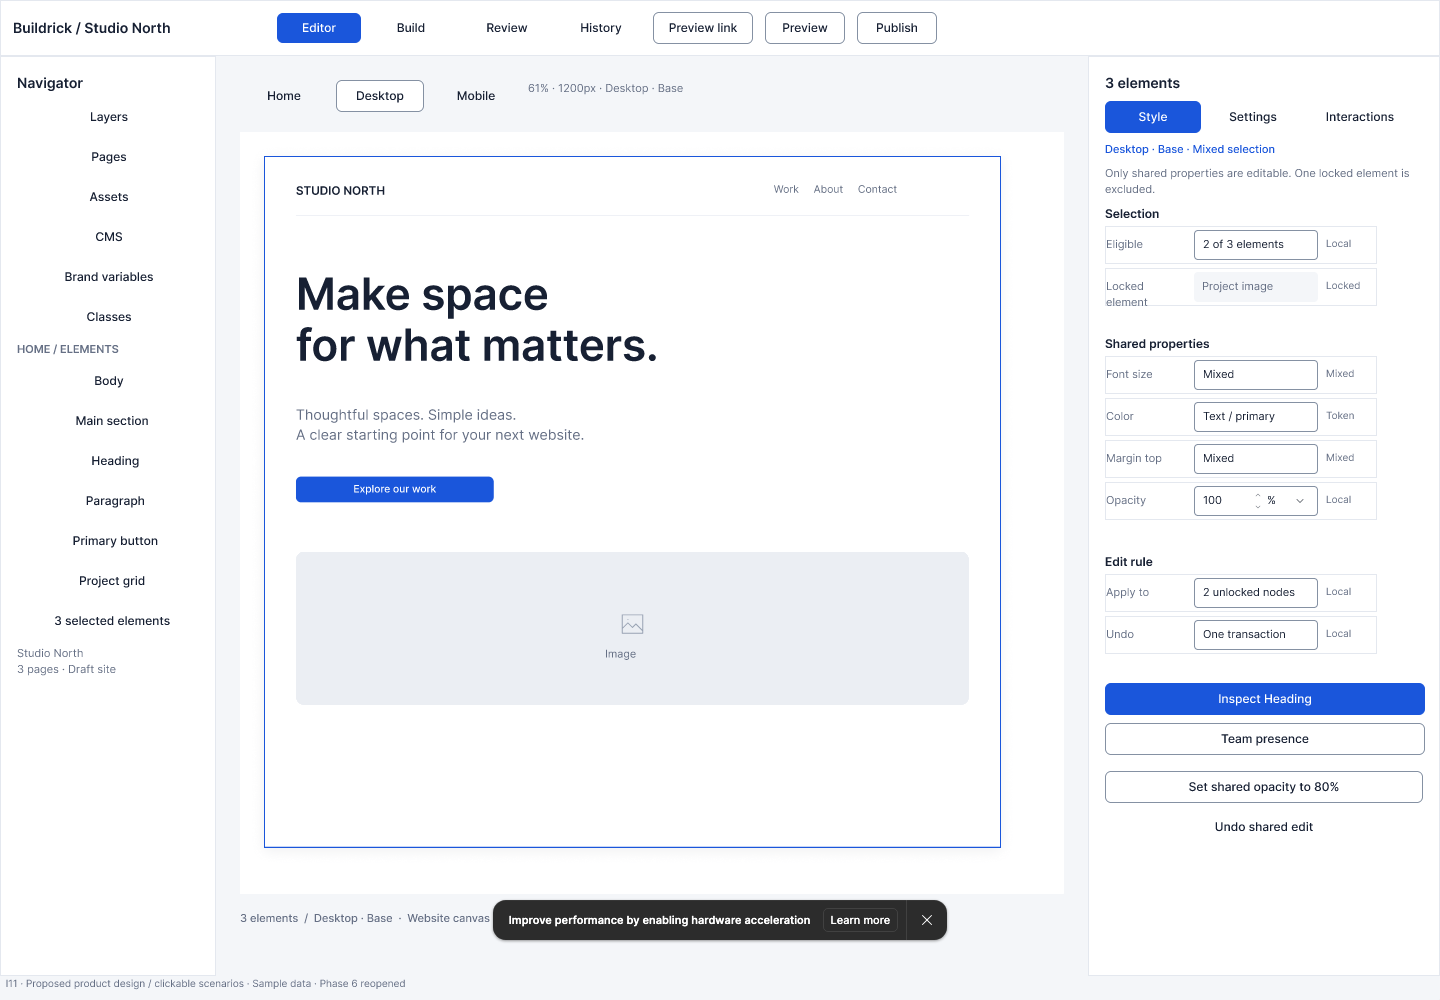 Buildrick / Studio North
Editor
Build
Review
History
Preview link
Preview
Publish
Navigator
Layers
Pages
Assets
CMS
Brand variables
Classes
HOME / ELEMENTS
Body
Main section
Heading
Paragraph
Primary button
Project grid
3 selected elements
Studio North
3 pages · Draft site
Home
Desktop
Mobile
61% · 1200px · Desktop · Base
STUDIO NORTH
Work
About
Contact
Make space
for what matters.
Thoughtful spaces. Simple ideas.
A clear starting point for your next website.
Explore our work
Image
3 elements / Desktop · Base · Website canvas
Improve performance by enabling hardware acceleration
Learn more
3 elements
Style
Settings
Interactions
Desktop · Base · Mixed selection
Only shared properties are editable. One locked element is
excluded.
Selection
Eligible
2 of 3 elements
Local
Locked
element
Project image
Locked
Shared properties
Font size
Mixed
Mixed
Color
Text / primary
Token
Margin top
Mixed
Mixed
Opacity
100
%
Local
Edit rule
Apply to
2 unlocked nodes
Local
Undo
One transaction
Local
Inspect Heading
Team presence
Set shared opacity to 80%
Undo shared edit
I11 · Proposed product design / clickable scenarios · Sample data · Phase 6 reopened